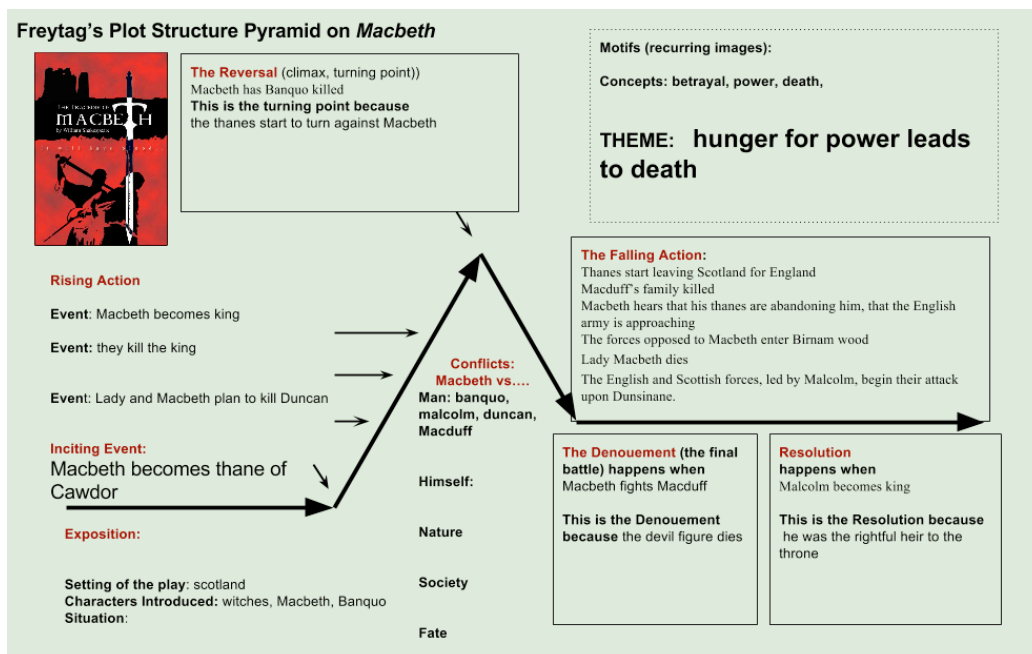 Freytag's Plot Structure Pyramid on Macbeth
THE TRAGEDY OF
MACBETH
by William Shakespeare
The Reversal (climax, turning point))
Macbeth has Banquo killed
This is the turning point because
the thanes start to turn against Macbeth
Motifs (recurring images):
Concepts: betrayal, power, death,
THEME: hunger for power leads
to death
Rising Action
Event: Macbeth becomes king
Event: they kill the king
Event: Lady and Macbeth plan to kill Duncan
Inciting Event:
Macbeth becomes thane of
Cawdor
Exposition:
Setting of the play: scotland
Characters Introduced: witches, Macbeth, Banquo
Situation:
Conflicts:
Macbeth vs....
Man: banquo,
malcolm, duncan,
Macduff
Himself:
Nature
Society
Fate
The Falling Action:
Thanes start leaving Scotland for England
Macduff's family killed
Macbeth hears that his thanes are abandoning him, that the English
army is approaching
The forces opposed to Macbeth enter Birnam wood
Lady Macbeth dies
The English and Scottish forces, led by Malcolm, begin their attack
upon Dunsinane.
The Denouement (the final
battle) happens when
Macbeth fights Macduff
This is the Denouement
because the devil figure dies
Resolution
happens when
Malcolm becomes king
This is the Resolution because
he was the rightful heir to the
throne